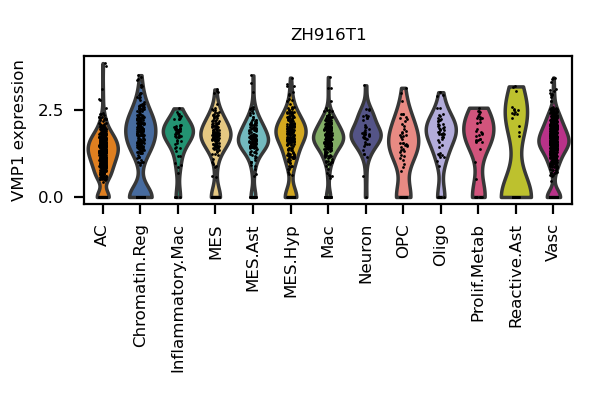 ZH916T1
VMP1 expression
2.5
0.0
AC
Chromatin.Reg
Inflammatory.Mac
MES
MES.Ast
MES.Hyp
Mac
Neuron
OPC
Oligo
Prolif.Metab
Reactive.Ast
Vasc